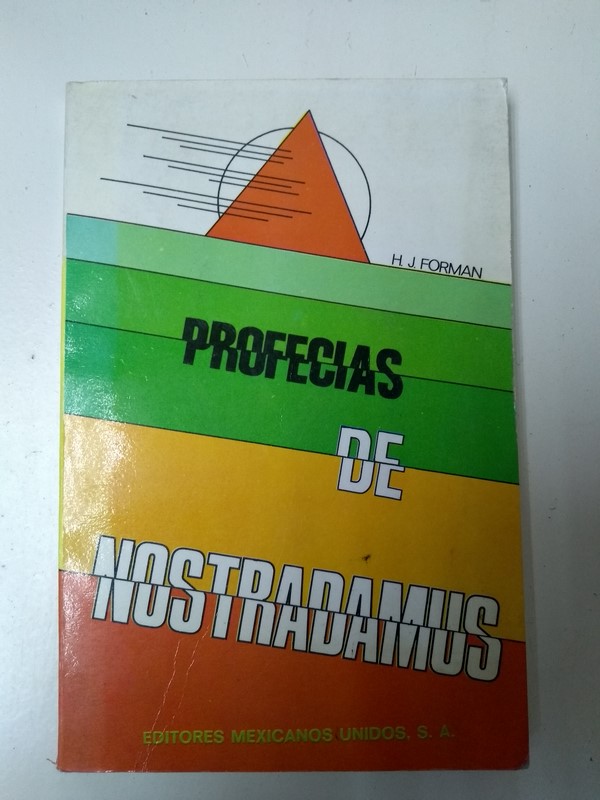 H. J. FORMAN
PROFECIAS
DE
NOSTRADAMUS
EDITORES MEXICANOS UNIDOS, S. A.